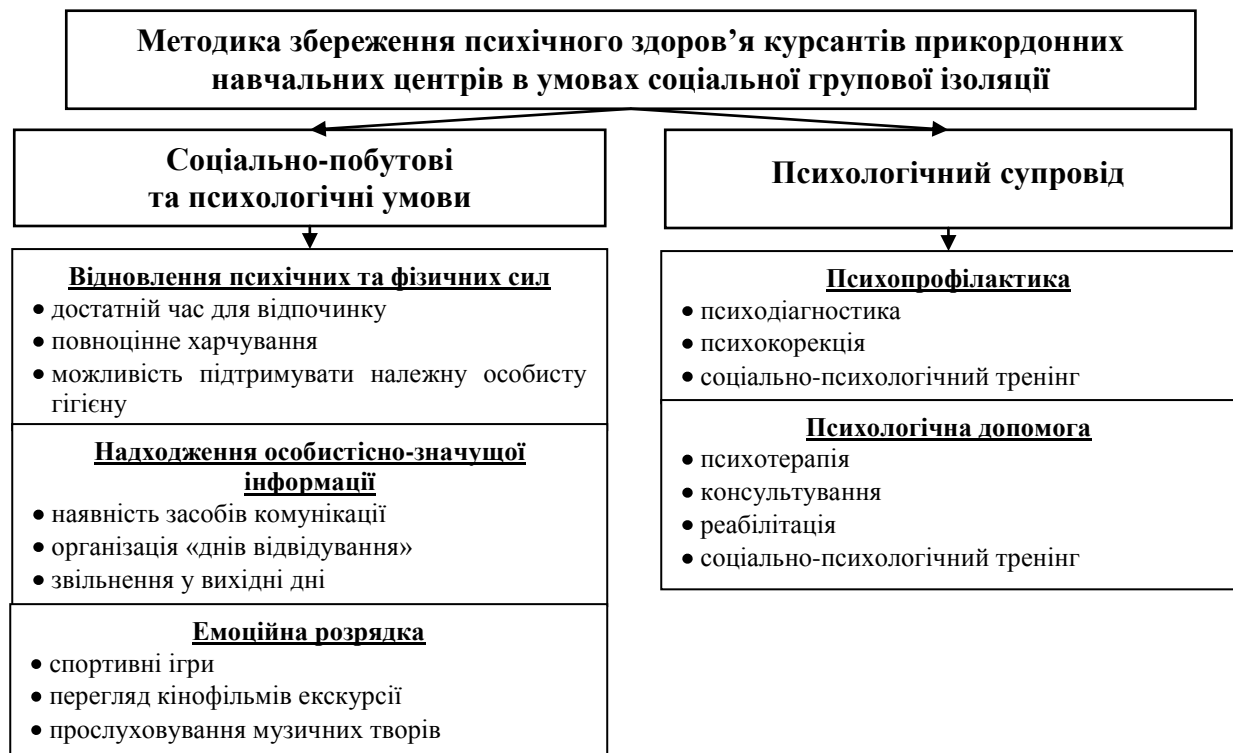 Методика збереження психічного здоров’я курсантів прикордонних
навчальних центрів в умовах соціальної групової ізоляції
Соціально-побутові
та психологічні умови
Відновлення психічних та фізичних сил
• достатній час для відпочинку
• повноцінне харчування
• можливість підтримувати належну особисту
гігієну
Надходження особистісно-значущої
інформації
• наявність засобів комунікації
• організація «днів відвідування»
• звільнення у вихідні дні
Емоційна розрядка
• спортивні ігри
• перегляд кінофільмів екскурсії
• прослуховування музичних творів
Психологічний супровід
Психопрофілактика
• психодіагностика
• психокорекція
• соціально-психологічний тренінг
Психологічна допомога
• психотерапія
• консультування
• реабілітація
• соціально-психологічний тренінг